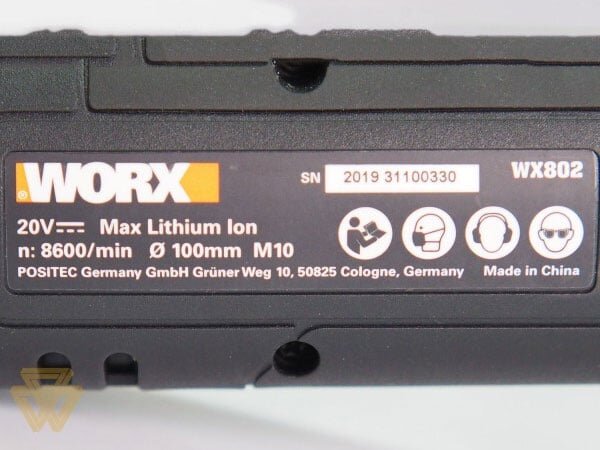 WORX
®
SN 2019 31100330
WX802
20V⎓ Max Lithium Ion
n: 8600/min Ø 100mm M10
POSITEC Germany GmbH Grüner Weg 10, 50825 Cologne, Germany
Made in China